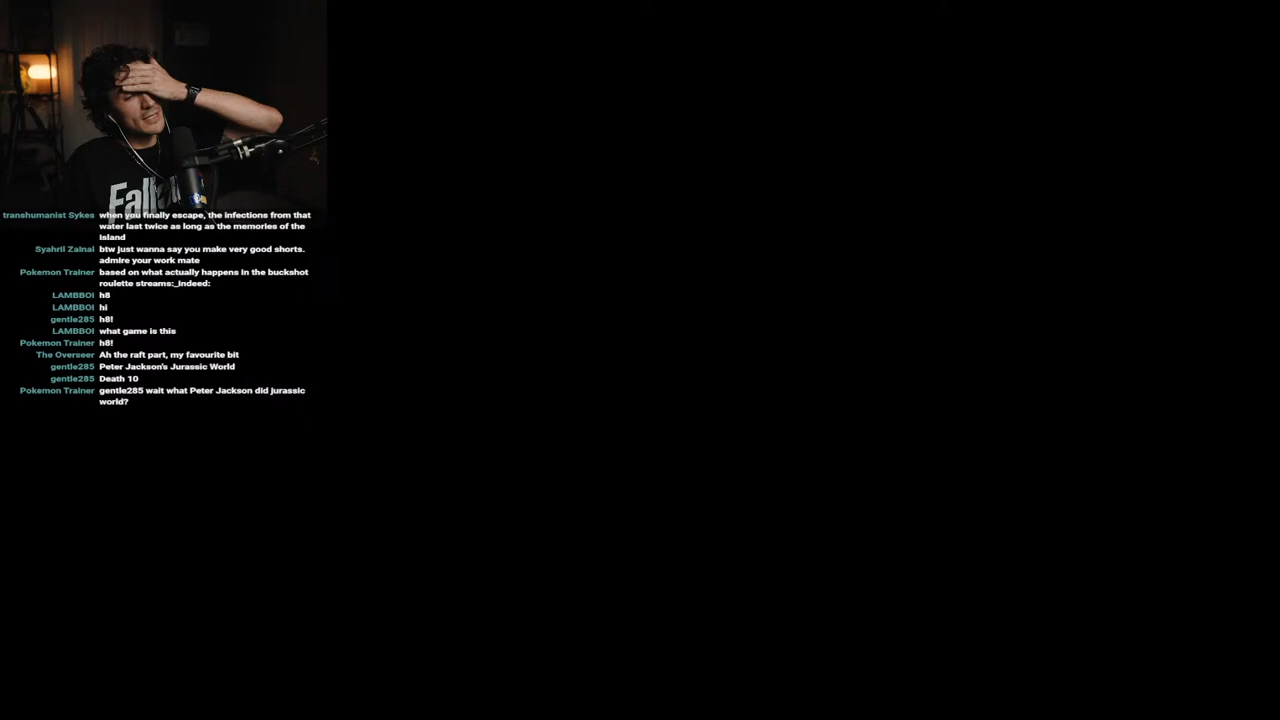 Fall
transhumanist Sykes when you finally escape, the infections from that
water last twice as long as the memories of the
island
Syahril Zainal btw just wanna say you make very good shorts.
admire your work mate
Pokemon Trainer based on what actually happens in the buckshot
roulette streams:_indeed:
LAMBBOI h8
LAMBBOI hi
gentle285 h8!
LAMBBOI what game is this
Pokemon Trainer h8!
The Overseer Ah the raft part, my favourite bit
gentle285 Peter Jackson's Jurassic World
gentle285 Death 10
Pokemon Trainer gentle285 wait what Peter Jackson did jurassic
world?